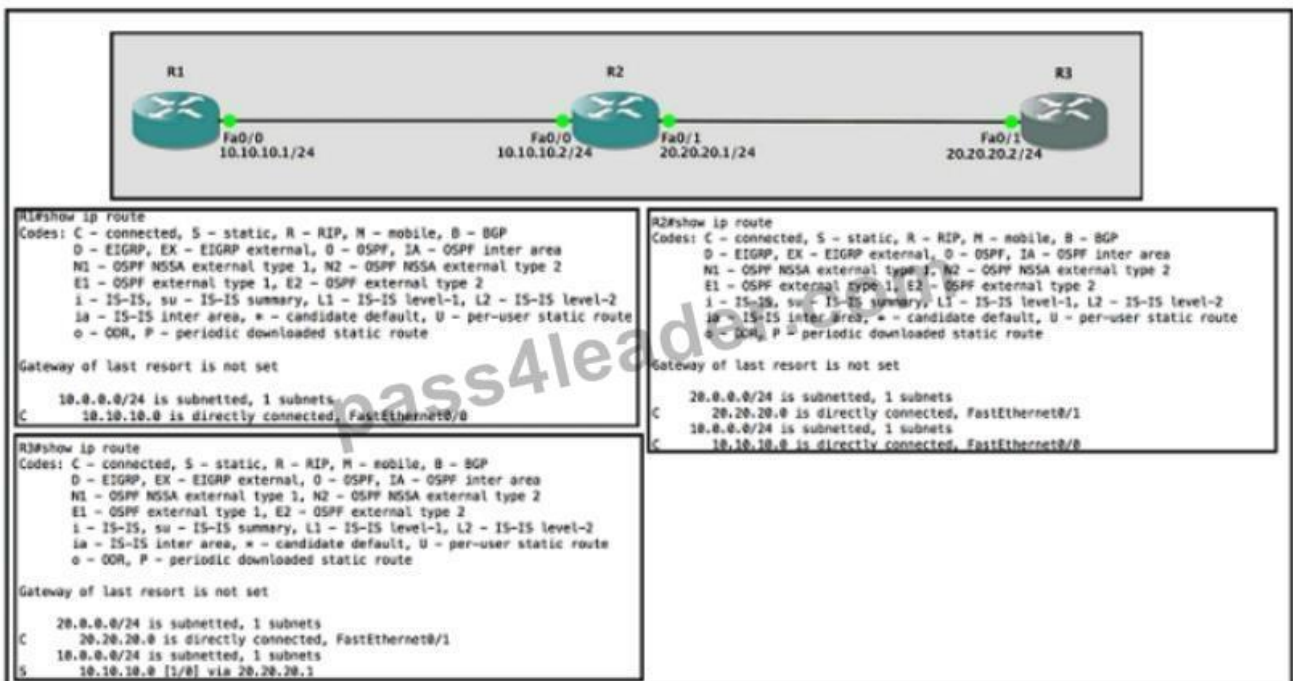 R1
R2
R3
Fa0/0
10.10.10.1/24
Fa0/0
10.10.10.2/24
Fa0/1
20.20.20.1/24
Fa0/1
20.20.20.2/24
R1#show ip route
Codes: C - connected, S - static, R - RIP, M - mobile, B - BGP
D - EIGRP, EX - EIGRP external, O - OSPF, IA - OSPF inter area
N1 - OSPF NSSA external type 1, N2 - OSPF NSSA external type 2
E1 - OSPF external type 1, E2 - OSPF external type 2
i - IS-IS, su - IS-IS summary, L1 - IS-IS level-1, L2 - IS-IS level-2
ia - IS-IS inter area, * - candidate default, U - per-user static route
o - ODR, P - periodic downloaded static route
Gateway of last resort is not set
10.0.0.0/24 is subnetted, 1 subnets
C 10.10.10.0 is directly connected, FastEthernet0/0
R2#show ip route
Codes: C - connected, S - static, R - RIP, M - mobile, B - BGP
D - EIGRP, EX - EIGRP external, O - OSPF, IA - OSPF inter area
N1 - OSPF NSSA external type 1, N2 - OSPF NSSA external type 2
E1 - OSPF external type 1, E2 - OSPF external type 2
i - IS-IS, su - IS-IS summary, L1 - IS-IS level-1, L2 - IS-IS level-2
ia - IS-IS inter area, * - candidate default, U - per-user static route
o - ODR, P - periodic downloaded static route
Gateway of last resort is not set
20.0.0.0/24 is subnetted, 1 subnets
C 20.20.20.0 is directly connected, FastEthernet0/1
10.0.0.0/24 is subnetted, 1 subnets
C 10.10.10.0 is directly connected, FastEthernet0/0
R3#show ip route
Codes: C - connected, S - static, R - RIP, M - mobile, B - BGP
D - EIGRP, EX - EIGRP external, O - OSPF, IA - OSPF inter area
N1 - OSPF NSSA external type 1, N2 - OSPF NSSA external type 2
E1 - OSPF external type 1, E2 - OSPF external type 2
i - IS-IS, su - IS-IS summary, L1 - IS-IS level-1, L2 - IS-IS level-2
ia - IS-IS inter area, * - candidate default, U - per-user static route
o - ODR, P - periodic downloaded static route
Gateway of last resort is not set
20.0.0.0/24 is subnetted, 1 subnets
C 20.20.20.0 is directly connected, FastEthernet0/1
10.0.0.0/24 is subnetted, 1 subnets
S 10.10.10.0 [1/0] via 20.20.20.1
pass4leader.com